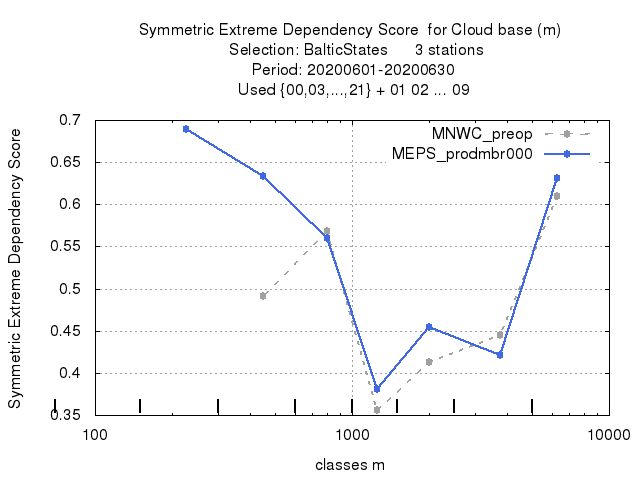 Symmetric Extreme Dependency Score  for Cloud base (m)
Selection: BalticStates      3 stations
Period: 20200601-20200630
Used {00,03,...,21} + 01 02 ... 09
MNWC_preop
MEPS_prodmbr000
0.7
0.65
0.6
0.55
0.5
0.45
0.4
0.35
Symmetric Extreme Dependency Score
100
1000
10000
classes m